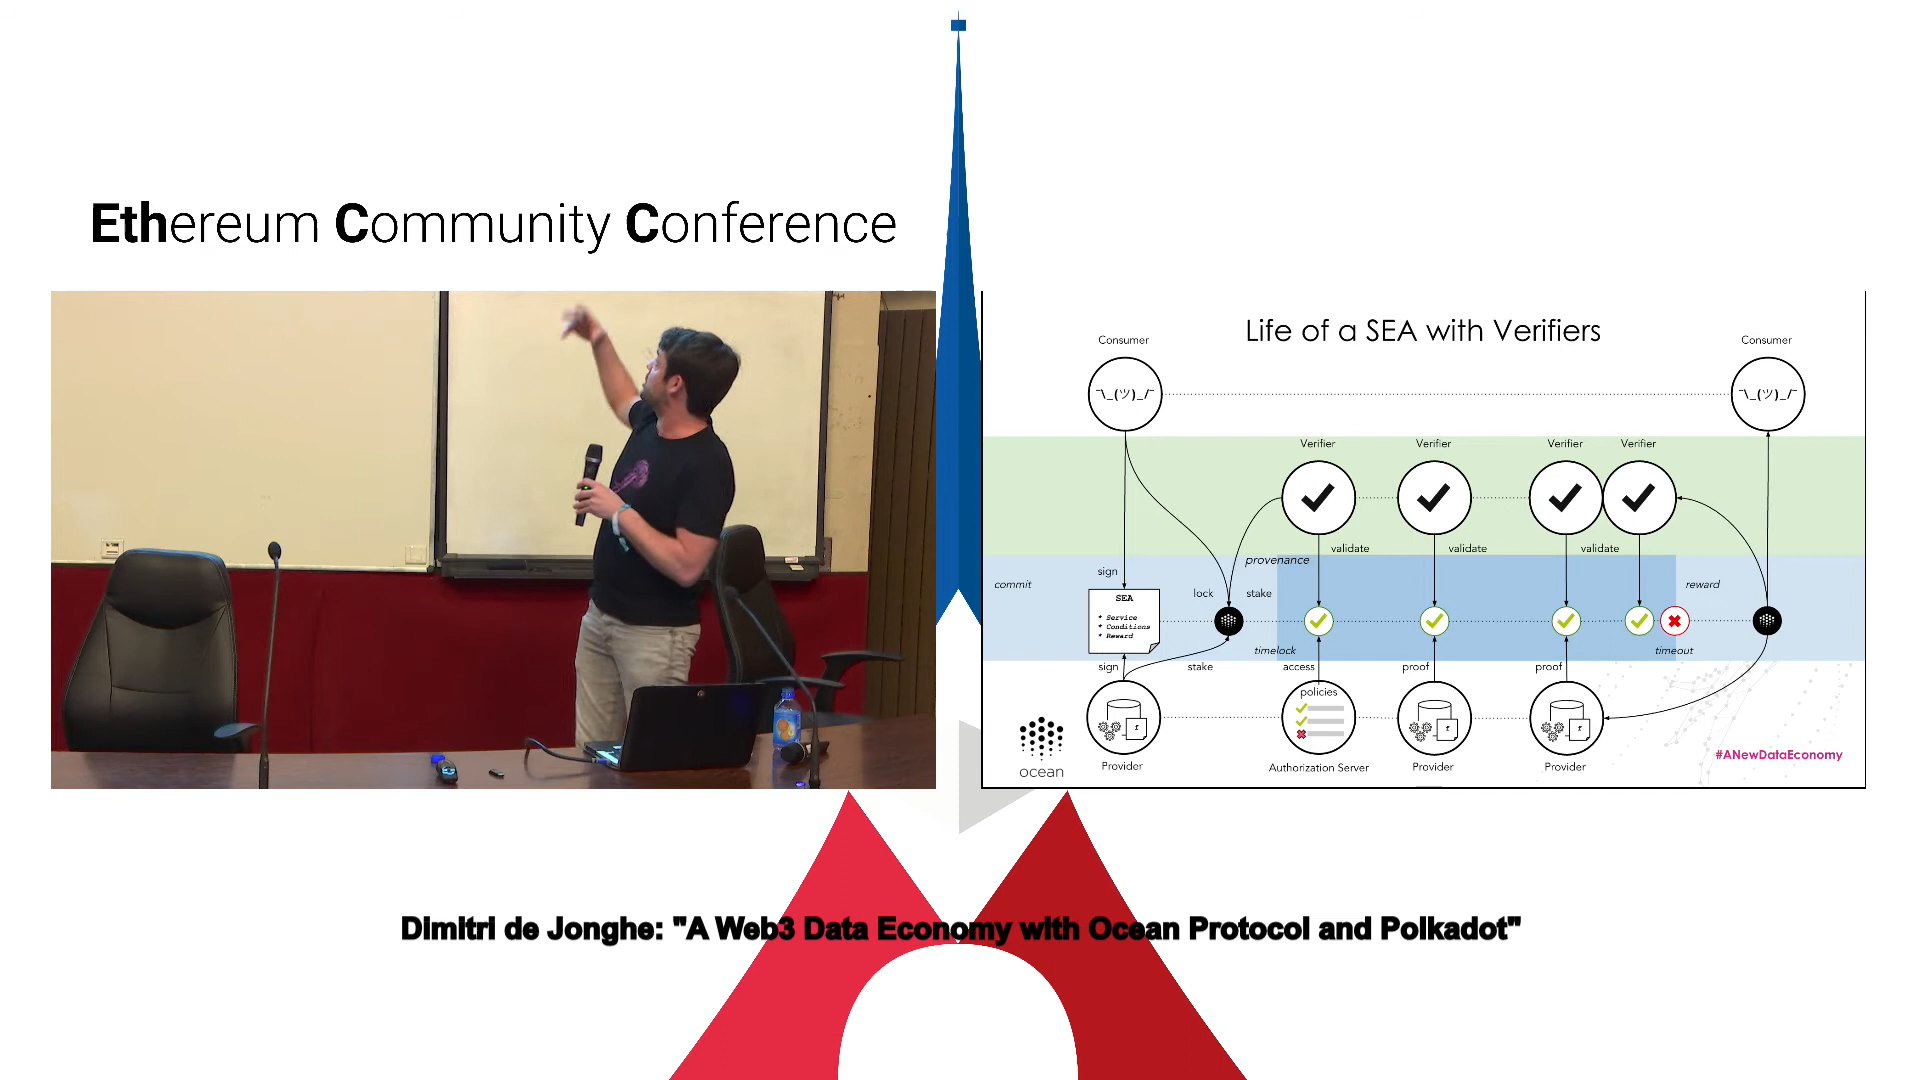 Ethereum Community Conference
Life of a SEA with Verifiers
Consumer
Consumer
¯\_(ツ)_/¯
¯\_(ツ)_/¯
Verifier
Verifier
Verifier
Verifier
validate
validate
validate
provenance
sign
commit
reward
lock
stake
SEA
* Service
* Conditions
* Reward
timelock
timeout
sign
stake
access
proof
proof
policies
f
f
f
ocean
Provider
Authorization Server
Provider
Provider
#ANewDataEconomy
Dimitri de Jonghe: "A Web3 Data Economy with Ocean Protocol and Polkadot"